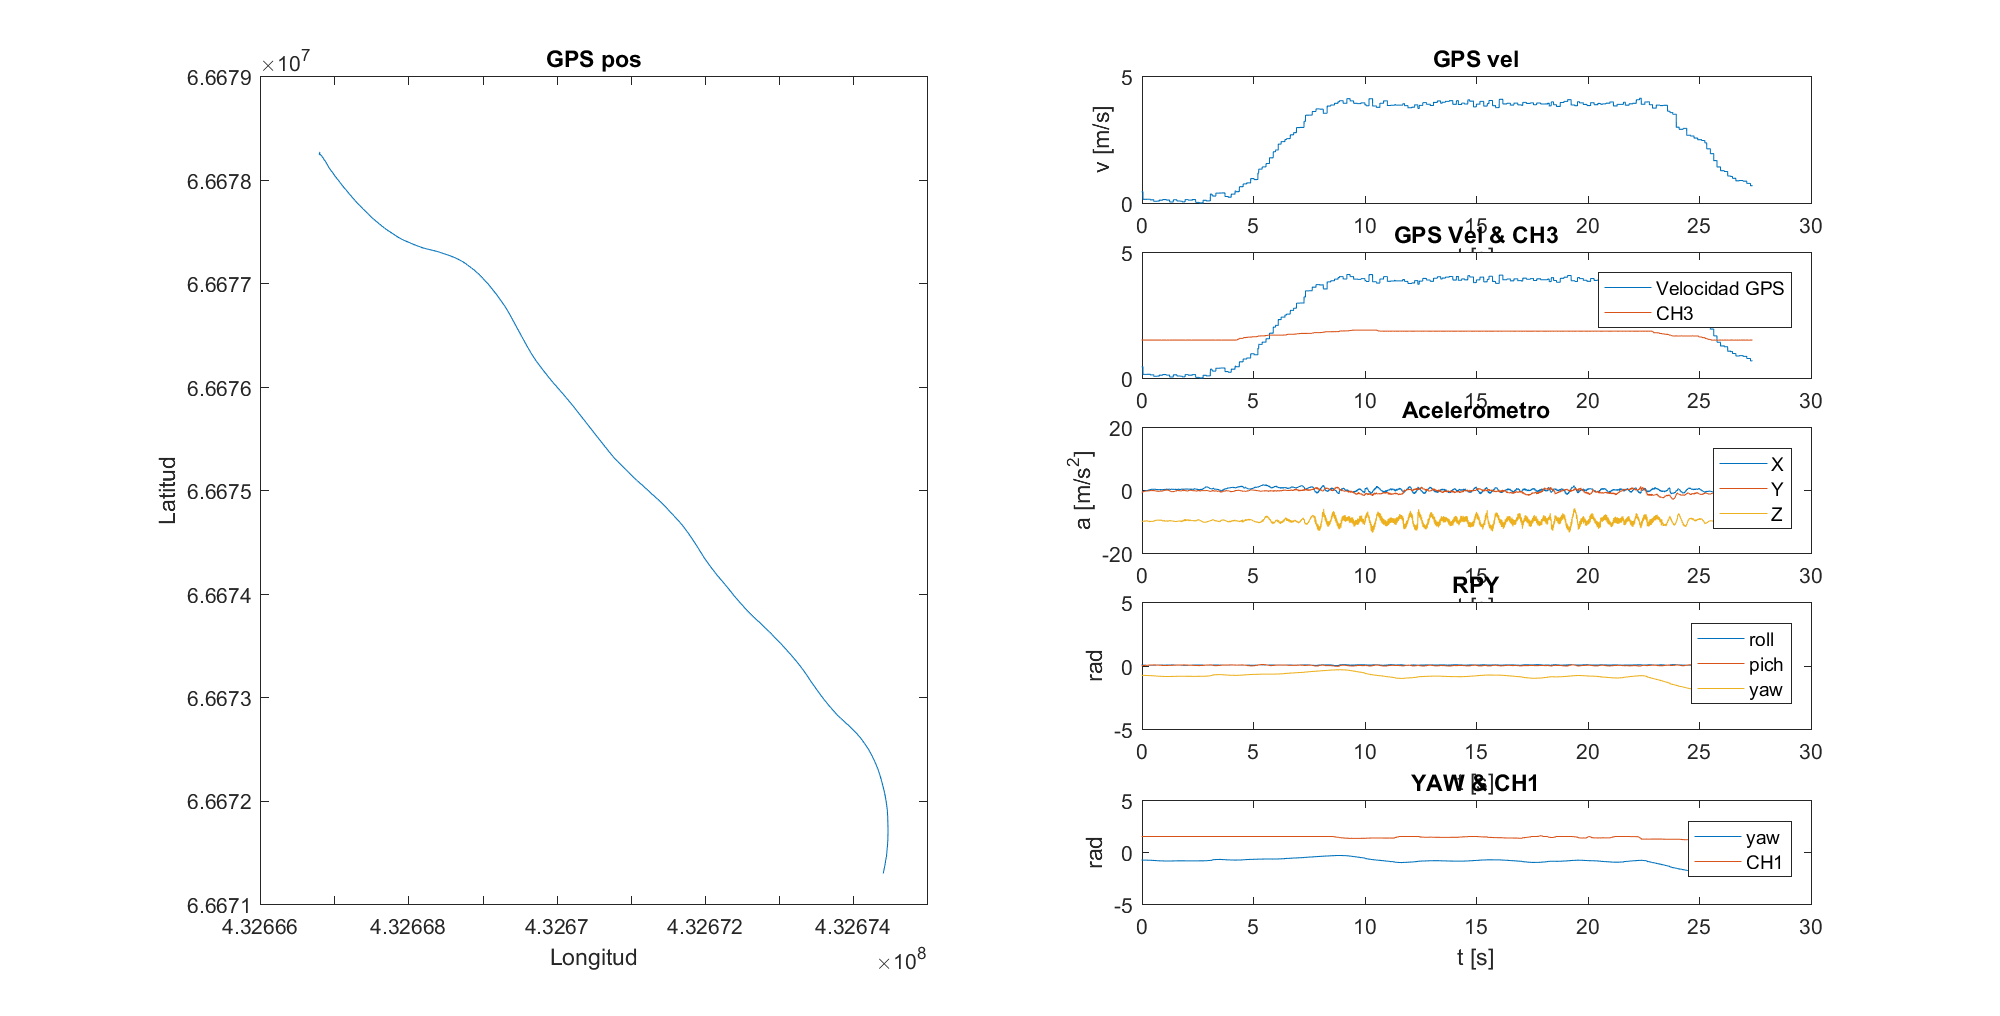 GPS pos
×10⁷
6.6679
6.6678
6.6677
6.6676
6.6675
6.6674
6.6673
6.6672
6.6671
Latitud
4.32666
4.32668
4.3267
4.32672
4.32674
Longitud
×10⁸
GPS vel
5
0
v [m/s]
0 5 10 15 20 25 30
t [s]
GPS Vel & CH3
5
0
Velocidad GPS
CH3
0 5 10 15 20 25 30
Acelerometro
20
0
-20
a [m/s²]
X
Y
Z
0 5 10 15 20 25 30
t [s]
RPY
5
0
-5
rad
roll
pich
yaw
0 5 10 15 20 25 30
t [s]
YAW & CH1
5
0
-5
rad
yaw
CH1
0 5 10 15 20 25 30
t [s]